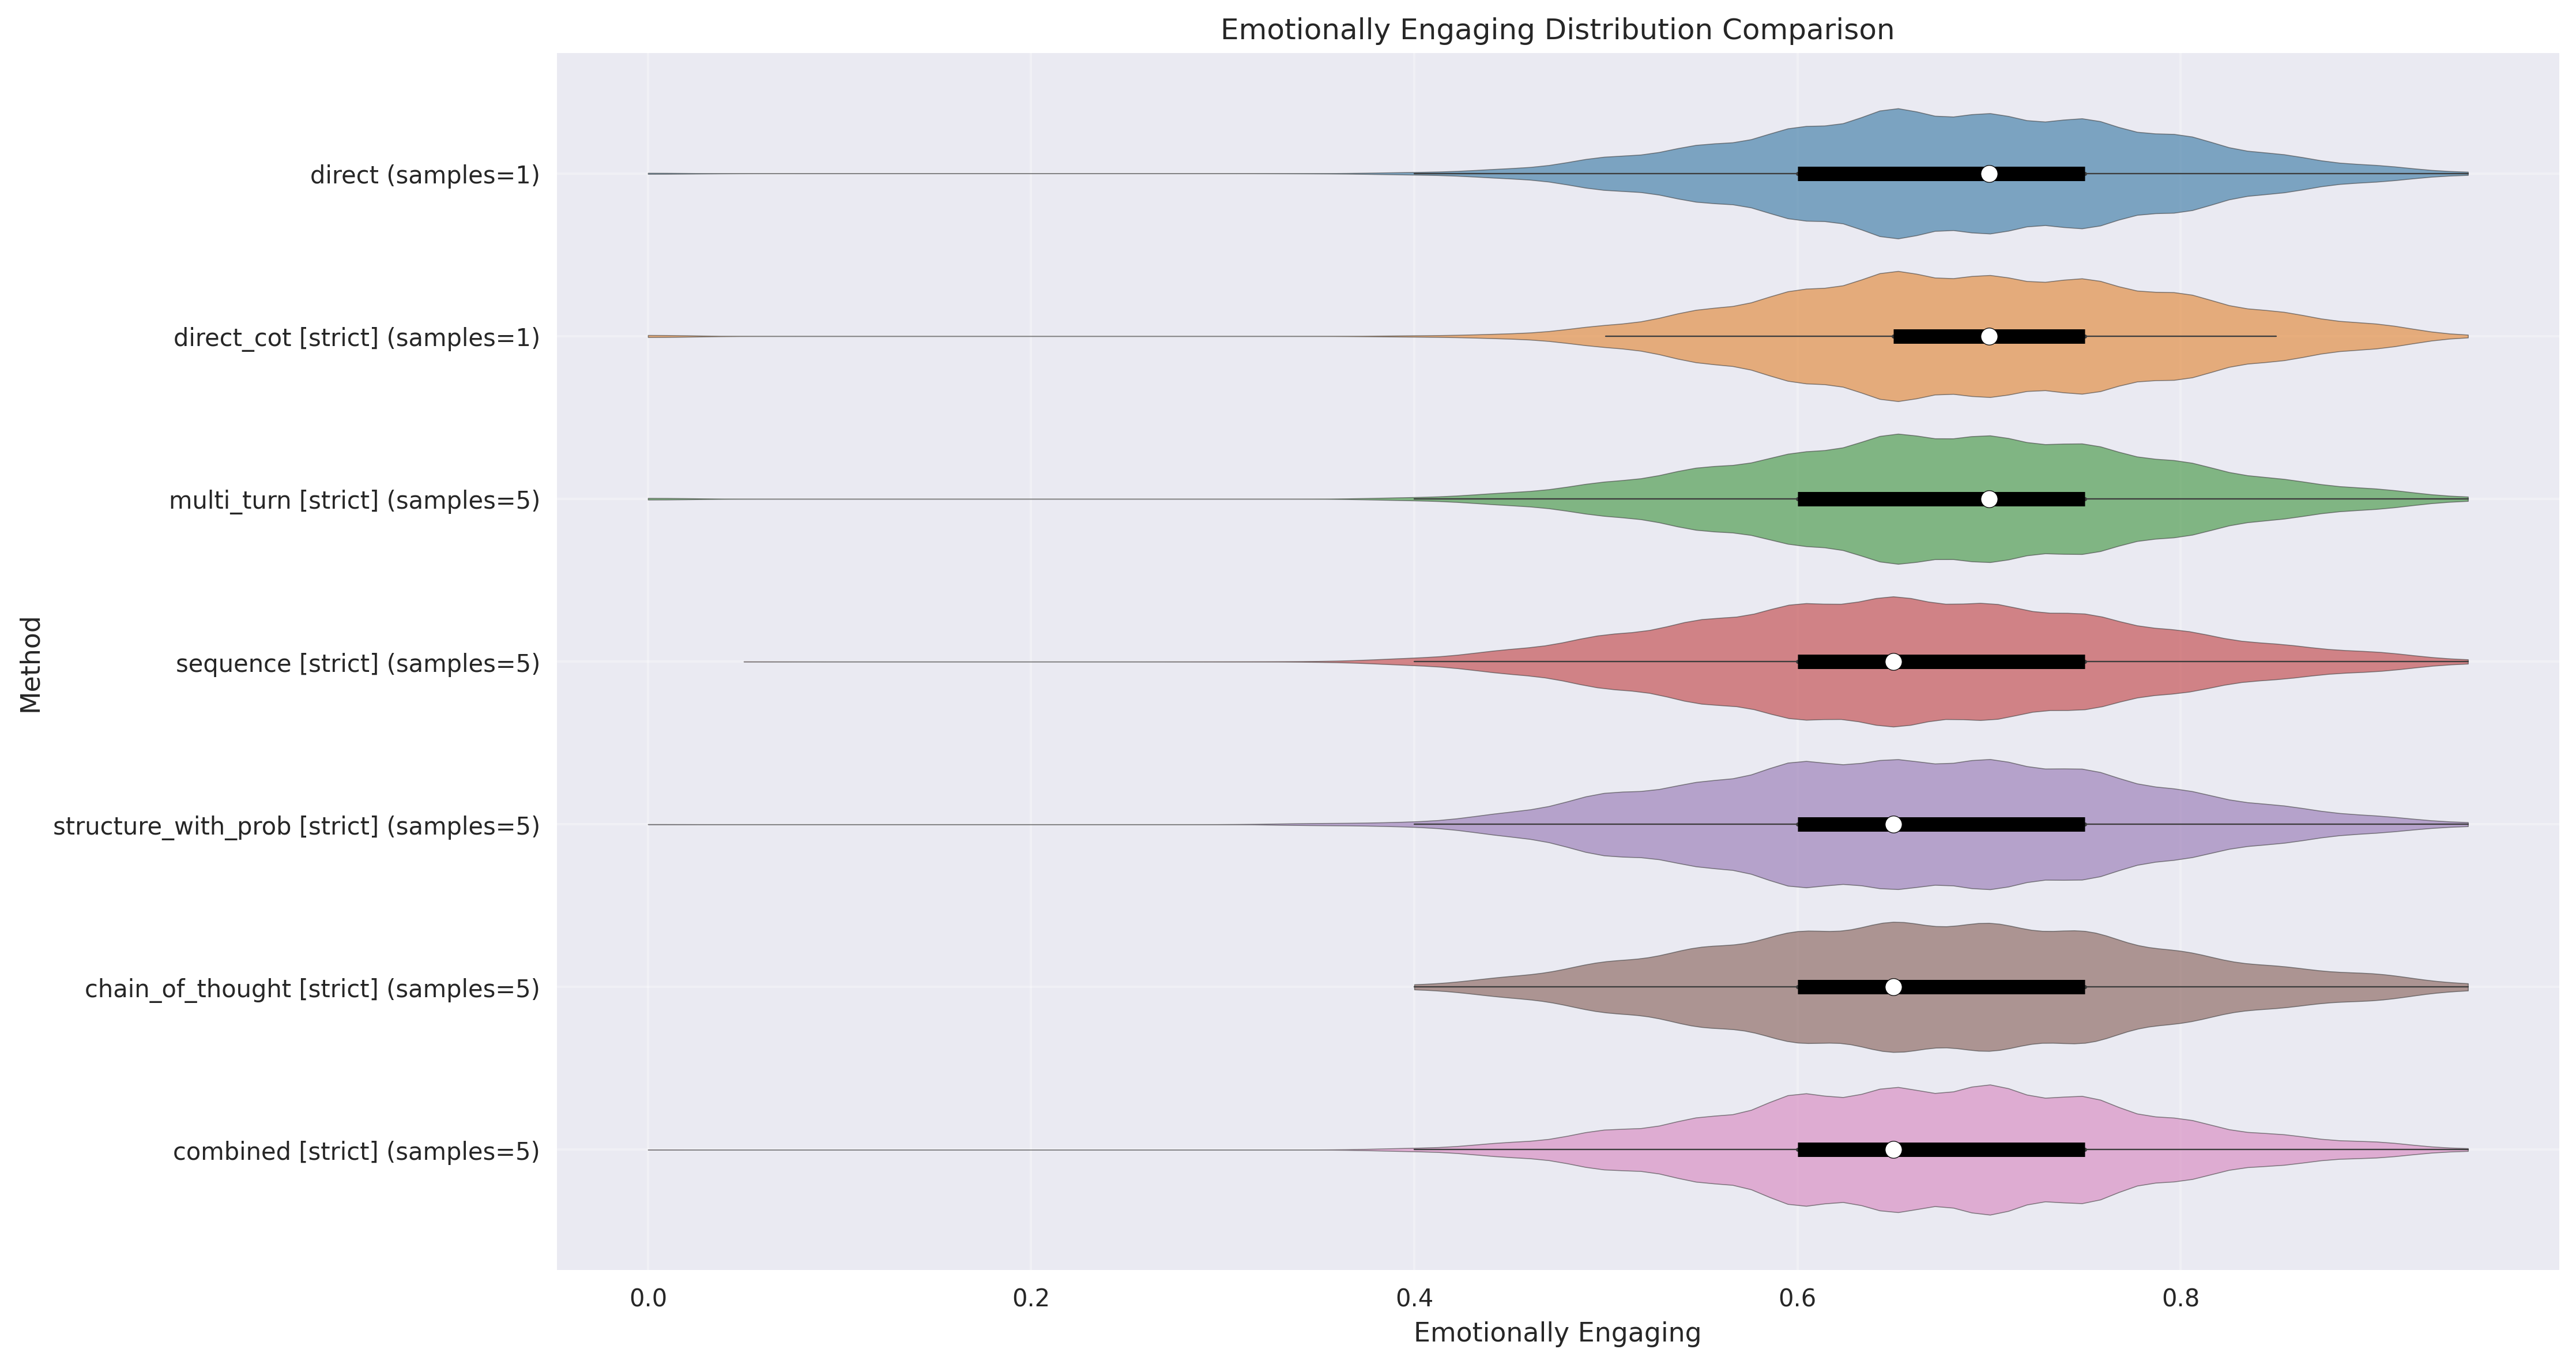 Emotionally Engaging Distribution Comparison
direct (samples=1)
direct_cot [strict] (samples=1)
multi_turn [strict] (samples=5)
sequence [strict] (samples=5)
structure_with_prob [strict] (samples=5)
chain_of_thought [strict] (samples=5)
combined [strict] (samples=5)
Method
0.0 0.2 0.4 0.6 0.8
Emotionally Engaging